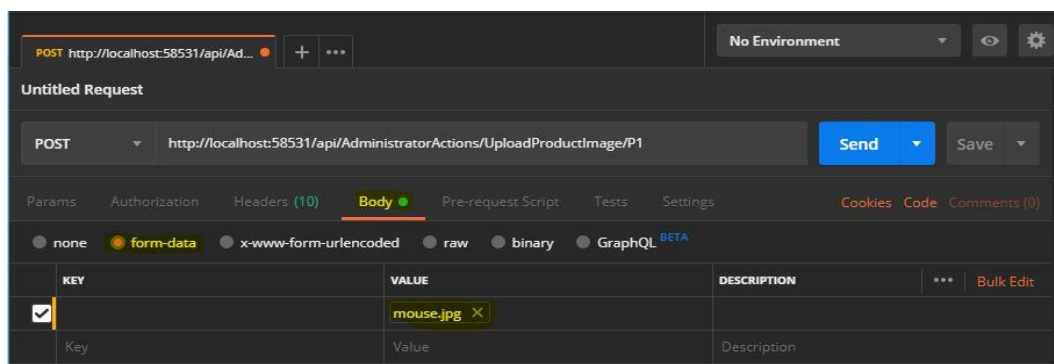 POST http://localhost:58531/api/Ad...
No Environment
Untitled Request
POST http://localhost:58531/api/AdministratorActions/UploadProductImage/P1 Send Save
Params Authorization Headers (10) Body Pre-request Script Tests Settings Cookies Code Comments (0)
none form-data x-www-form-urlencoded raw binary GraphQL BETA
KEY VALUE DESCRIPTION ••• Bulk Edit
mouse.jpg
Key Value Description